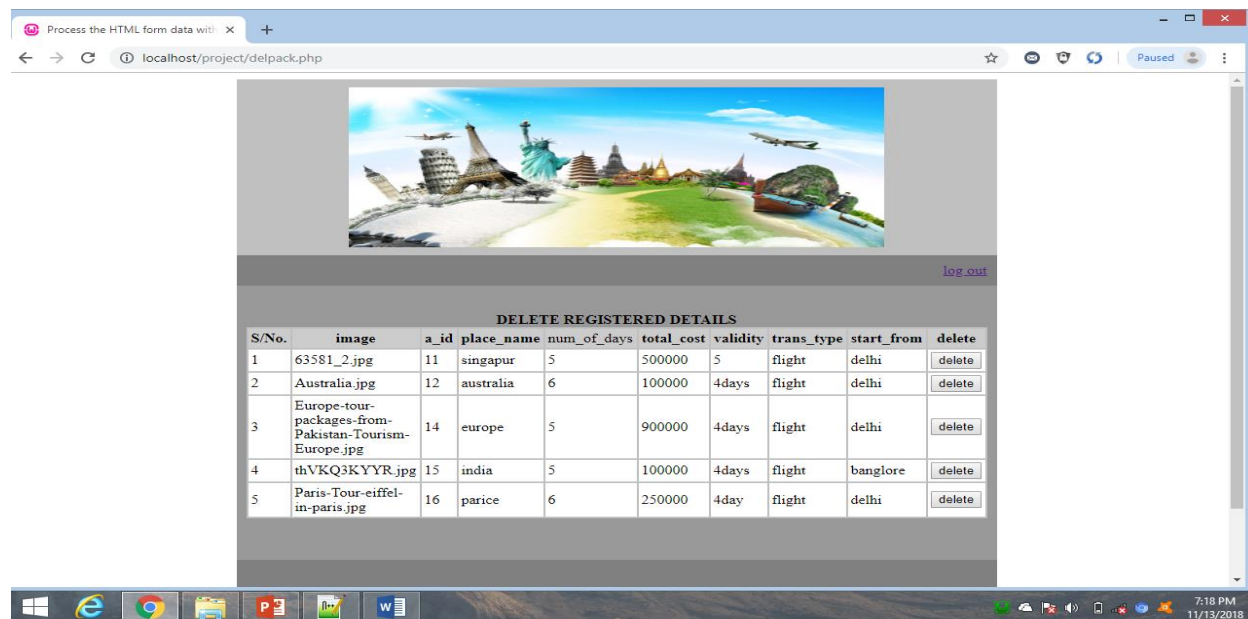 Process the HTML form data with
localhost/project/delpack.php
Paused
log out
DELETE REGISTERED DETAILS
S/No. image a_id place_name num_of_days total_cost validity trans_type start_from delete
1 63581_2.jpg 11 singapur 5 500000 5 flight delhi delete
2 Australia.jpg 12 australia 6 100000 4days flight delhi delete
3 Europe-tour-
packages-from-
Pakistan-Tourism-
Europe.jpg 14 europe 5 900000 4days flight delhi delete
4 thVKQ3KYYR.jpg 15 india 5 100000 4days flight banglore delete
5 Paris-Tour-eiffel-
in-paris.jpg 16 parice 6 250000 4day flight delhi delete
7:18 PM
11/13/2018